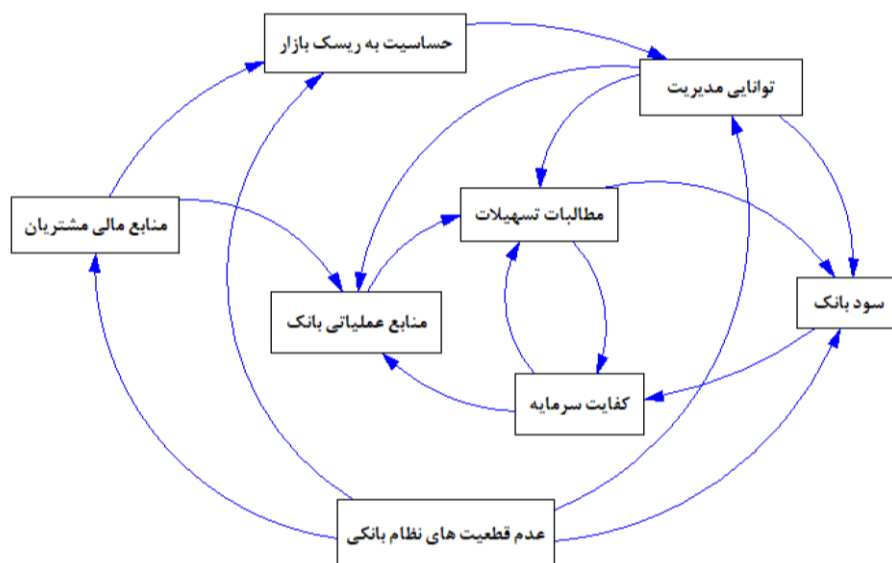 حساسیت به ریسک بازار
توانایی مدیریت
مطالبات تسهیلات
منابع مالی مشتریان
سود بانک
منابع عملیاتی بانک
کفایت سرمایه
عدم قطعیت های نظام بانکی